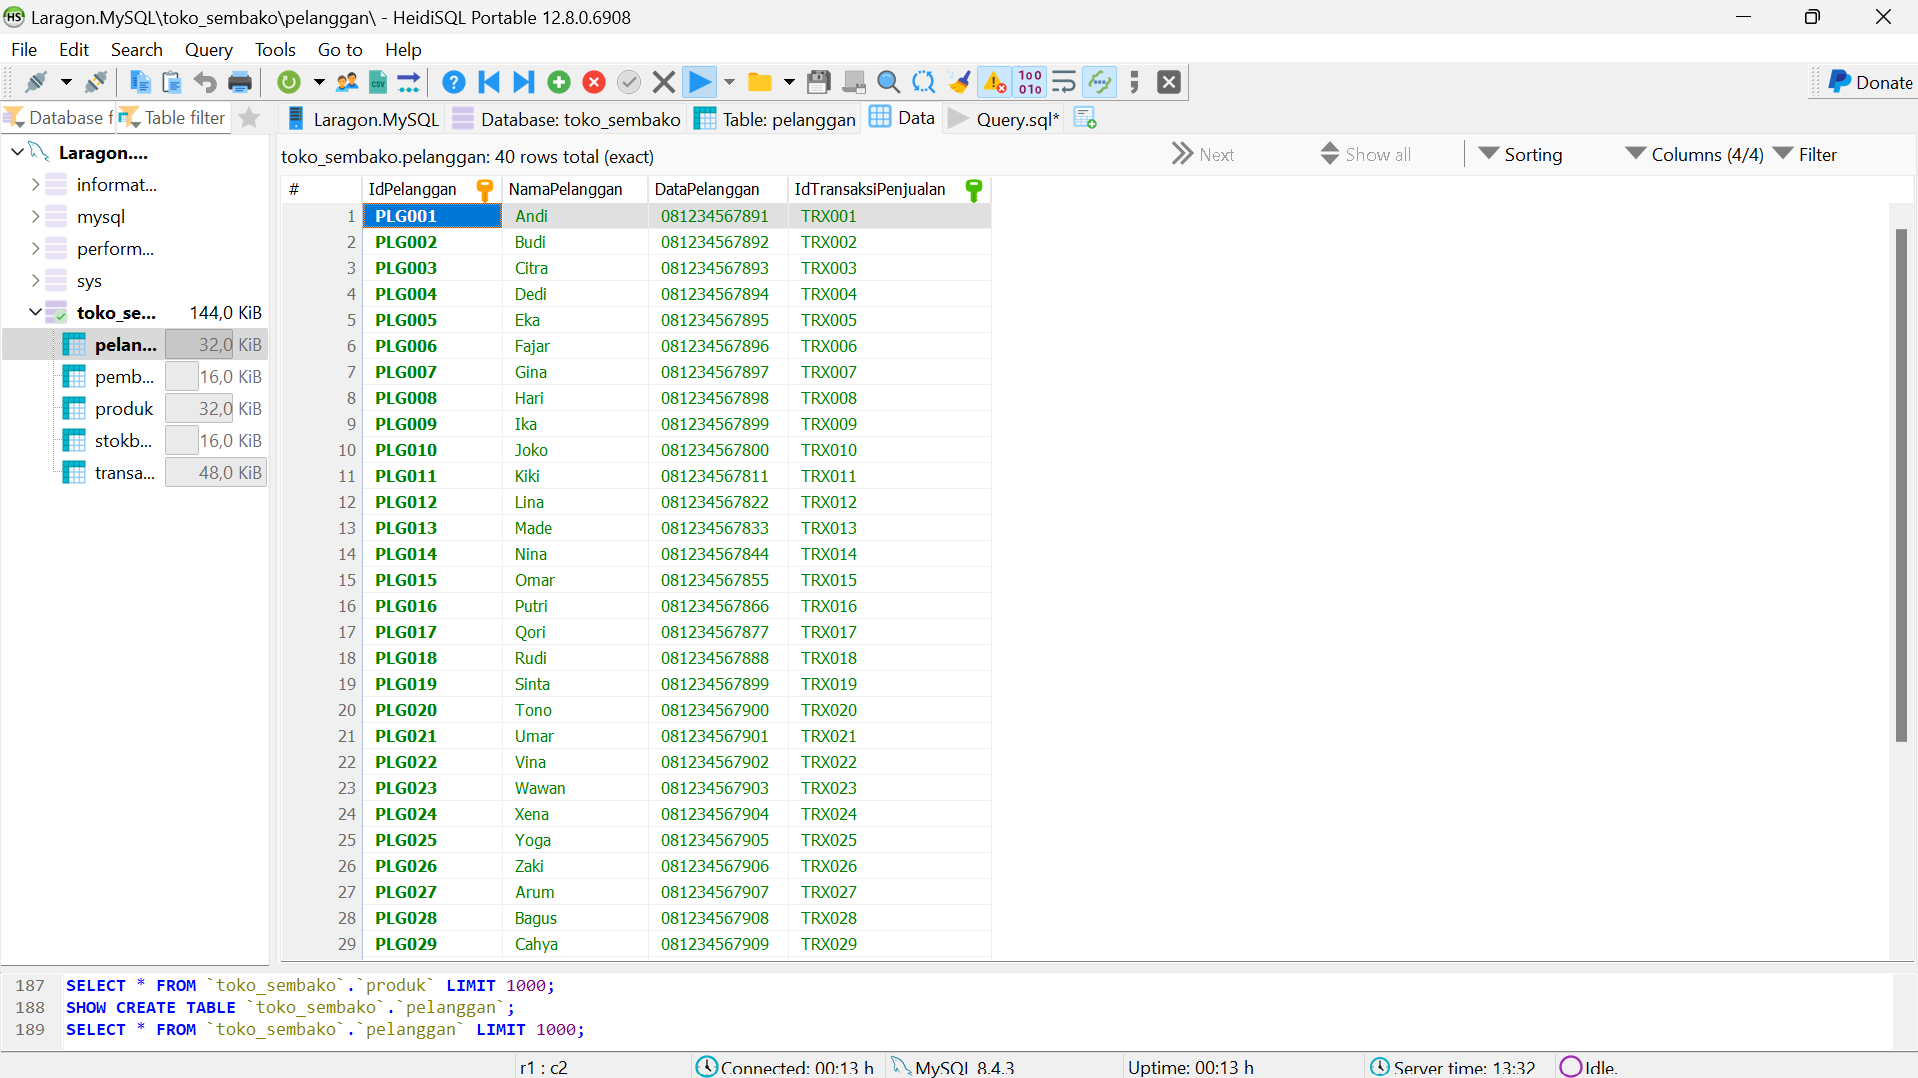 Laragon.MySQL\toko_sembako\pelanggan\ - HeidiSQL Portable 12.8.0.6908
File Edit Search Query Tools Go to Help
Donate
Database f Table filter Laragon.MySQL Database: toko_sembako Table: pelanggan Data Query.sql*
toko_sembako.pelanggan: 40 rows total (exact) Next Show all Sorting Columns (4/4) Filter
Laragon....
informat...
mysql
perform...
sys
toko_se... 144,0 KiB
pelan... 32,0 KiB
pemb... 16,0 KiB
produk 32,0 KiB
stokb... 16,0 KiB
transa... 48,0 KiB
# IdPelanggan NamaPelanggan DataPelanggan IdTransaksiPenjualan
1 PLG001 Andi 081234567891 TRX001
2 PLG002 Budi 081234567892 TRX002
3 PLG003 Citra 081234567893 TRX003
4 PLG004 Dedi 081234567894 TRX004
5 PLG005 Eka 081234567895 TRX005
6 PLG006 Fajar 081234567896 TRX006
7 PLG007 Gina 081234567897 TRX007
8 PLG008 Hari 081234567898 TRX008
9 PLG009 Ika 081234567899 TRX009
10 PLG010 Joko 081234567800 TRX010
11 PLG011 Kiki 081234567811 TRX011
12 PLG012 Lina 081234567822 TRX012
13 PLG013 Made 081234567833 TRX013
14 PLG014 Nina 081234567844 TRX014
15 PLG015 Omar 081234567855 TRX015
16 PLG016 Putri 081234567866 TRX016
17 PLG017 Qori 081234567877 TRX017
18 PLG018 Rudi 081234567888 TRX018
19 PLG019 Sinta 081234567899 TRX019
20 PLG020 Tono 081234567900 TRX020
21 PLG021 Umar 081234567901 TRX021
22 PLG022 Vina 081234567902 TRX022
23 PLG023 Wawan 081234567903 TRX023
24 PLG024 Xena 081234567904 TRX024
25 PLG025 Yoga 081234567905 TRX025
26 PLG026 Zaki 081234567906 TRX026
27 PLG027 Arum 081234567907 TRX027
28 PLG028 Bagus 081234567908 TRX028
29 PLG029 Cahya 081234567909 TRX029
187 SELECT * FROM `toko_sembako`.`produk` LIMIT 1000;
188 SHOW CREATE TABLE `toko_sembako`.`pelanggan`;
189 SELECT * FROM `toko_sembako`.`pelanggan` LIMIT 1000;
r1 : c2 Connected: 00:13 h MySQL 8.4.3 Uptime: 00:13 h Server time: 13:32 Idle.